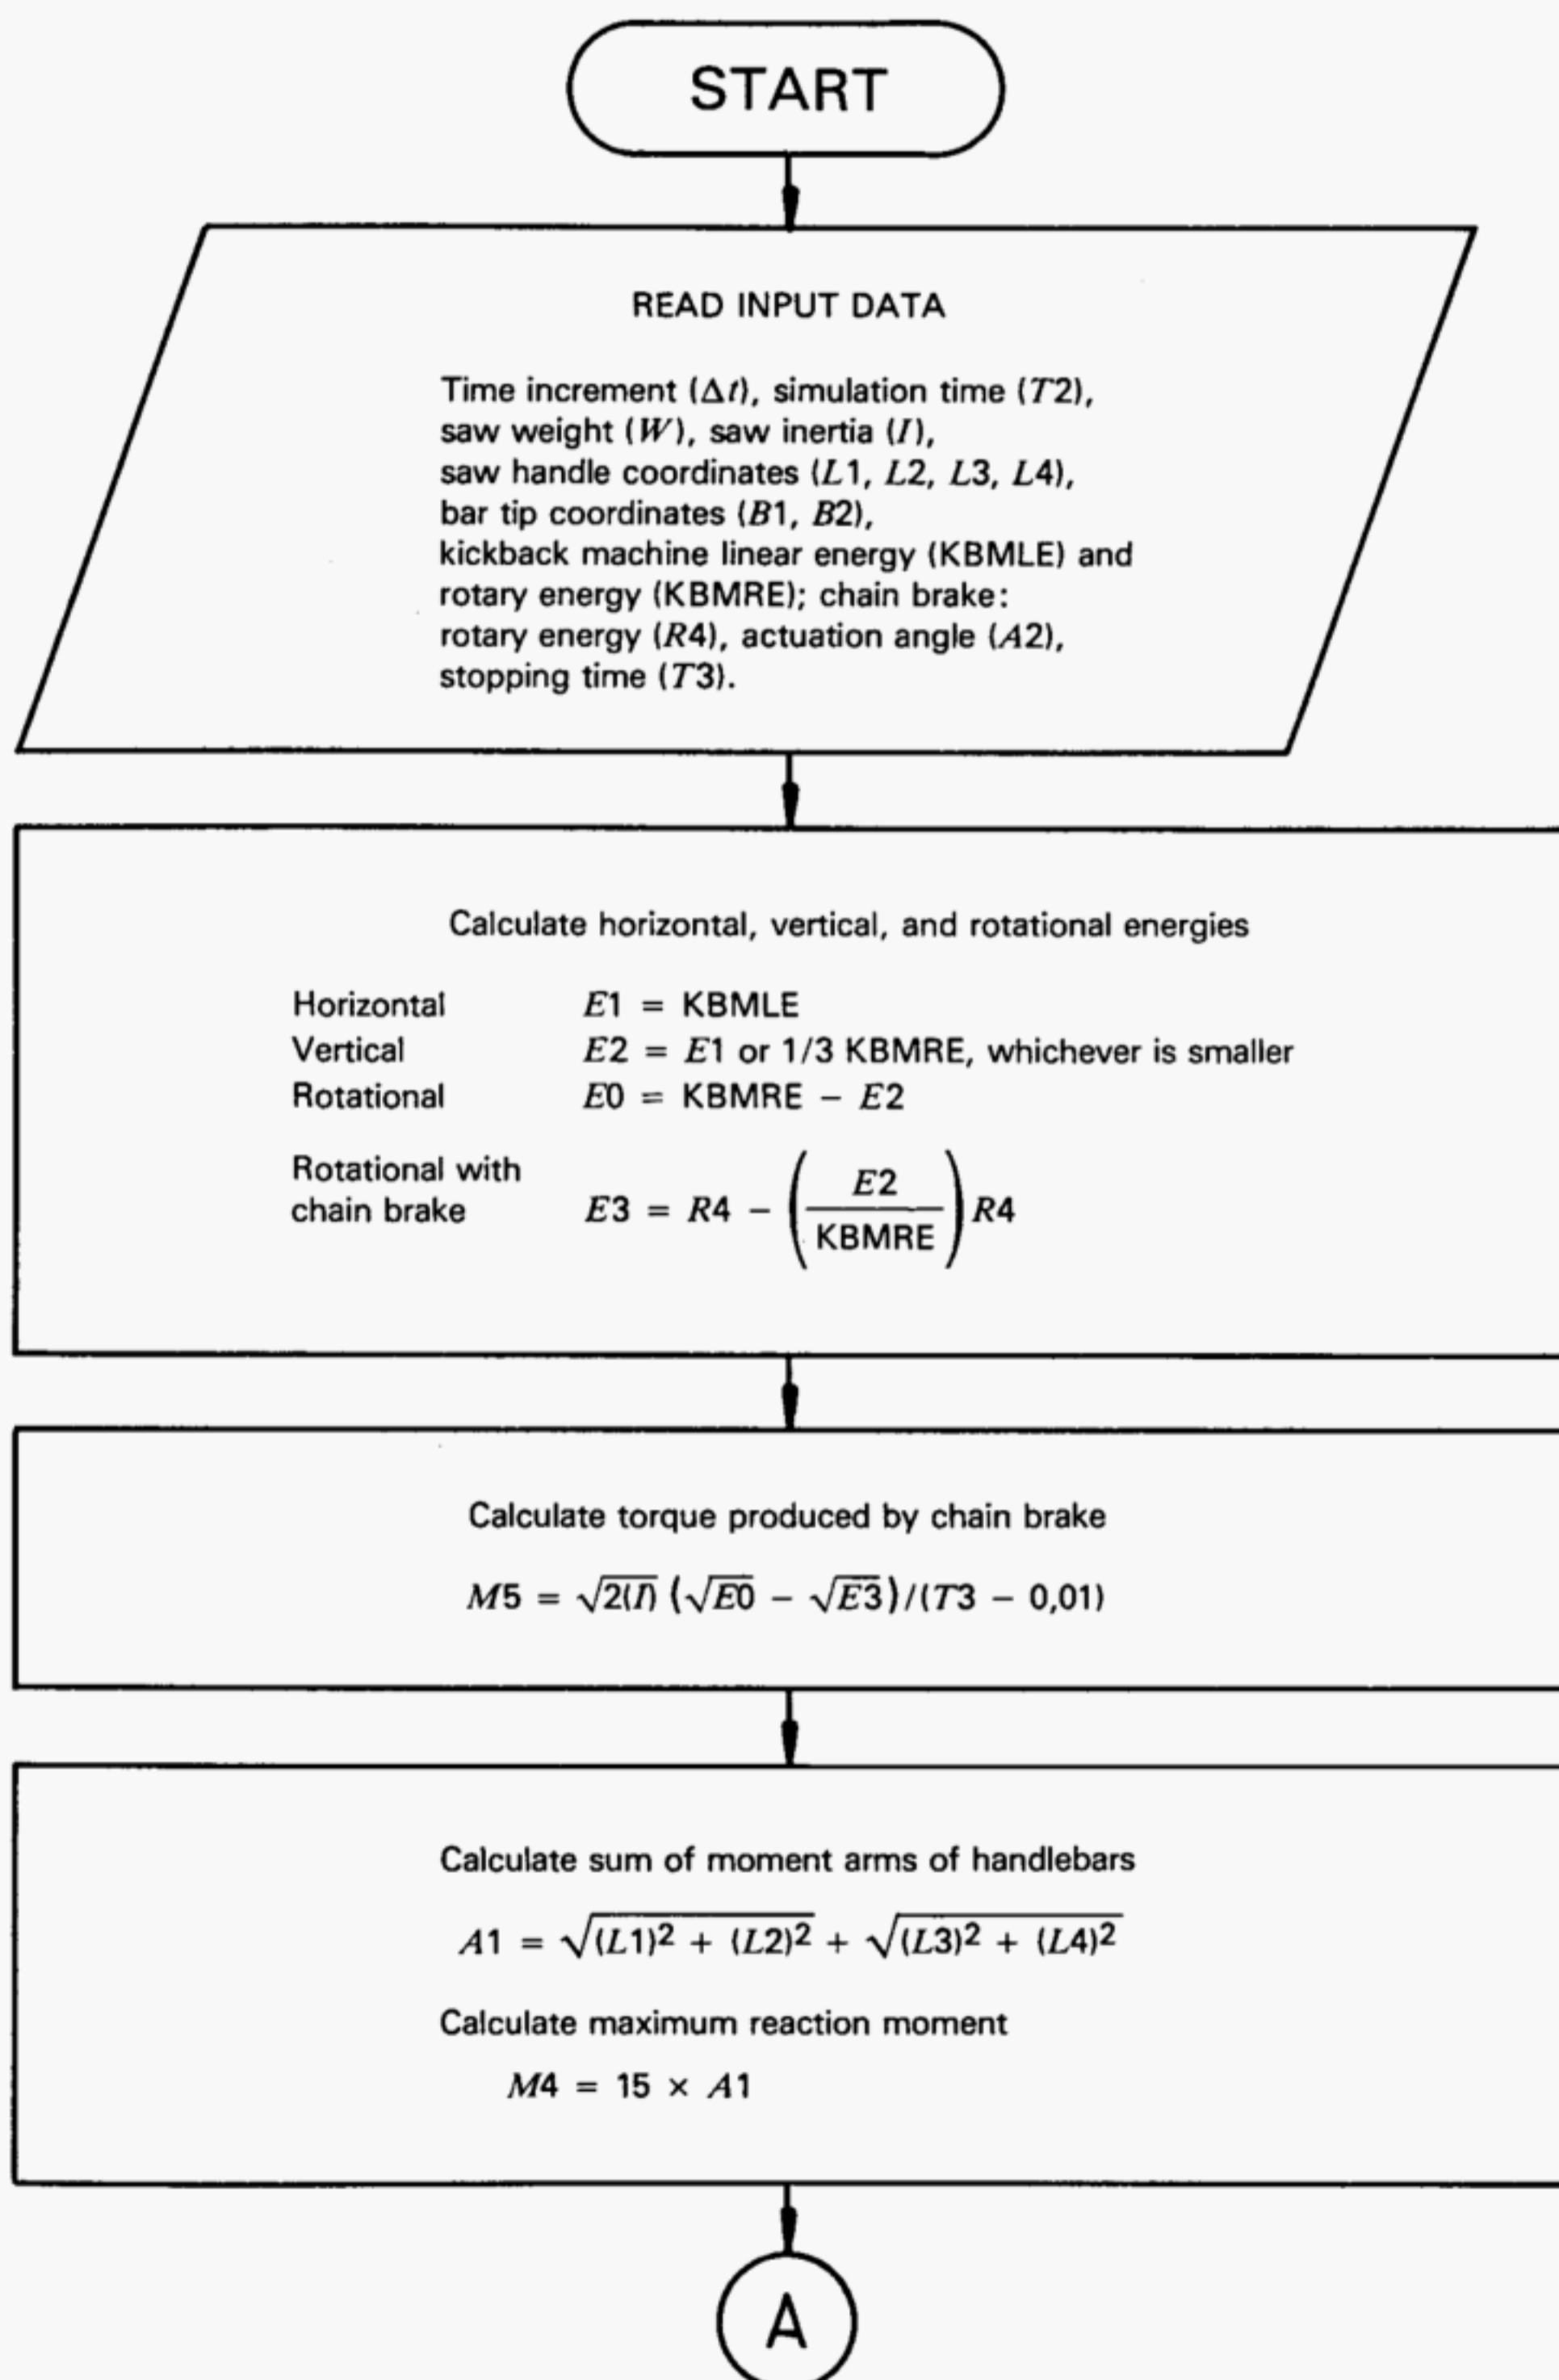 START
READ INPUT DATA
Time increment (Δt), simulation time (T2),
saw weight (W), saw inertia (I),
saw handle coordinates (L1, L2, L3, L4),
bar tip coordinates (B1, B2),
kickback machine linear energy (KBMLE) and
rotary energy (KBMRE); chain brake:
rotary energy (R4), actuation angle (A2),
stopping time (T3).
Calculate horizontal, vertical, and rotational energies
Horizontal E1 = KBMLE
Vertical E2 = E1 or 1/3 KBMRE, whichever is smaller
Rotational E0 = KBMRE − E2
Rotational with
chain brake E3 = R4 − (E2/KBMRE) R4
Calculate torque produced by chain brake
M5 = √2(I) (√E0 − √E3)/(T3 − 0,01)
Calculate sum of moment arms of handlebars
A1 = √(L1)² + (L2)² + √(L3)² + (L4)²
Calculate maximum reaction moment
M4 = 15 × A1
A